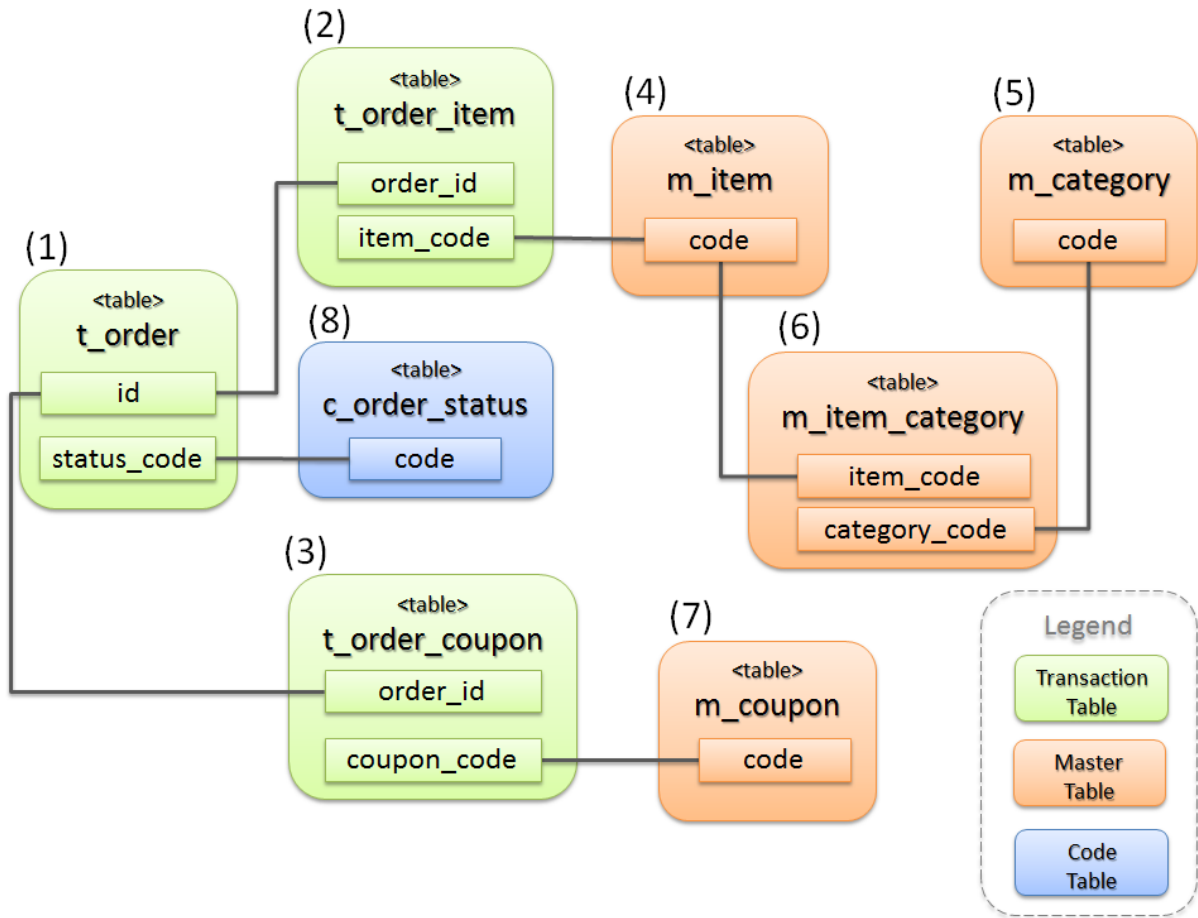 (1)
<table>
t_order
id
status_code
(2)
<table>
t_order_item
order_id
item_code
(3)
<table>
t_order_coupon
order_id
coupon_code
(4)
<table>
m_item
code
(5)
<table>
m_category
code
(6)
<table>
m_item_category
item_code
category_code
(7)
<table>
m_coupon
code
(8)
<table>
c_order_status
code
Legend
Transaction
Table
Master
Table
Code
Table